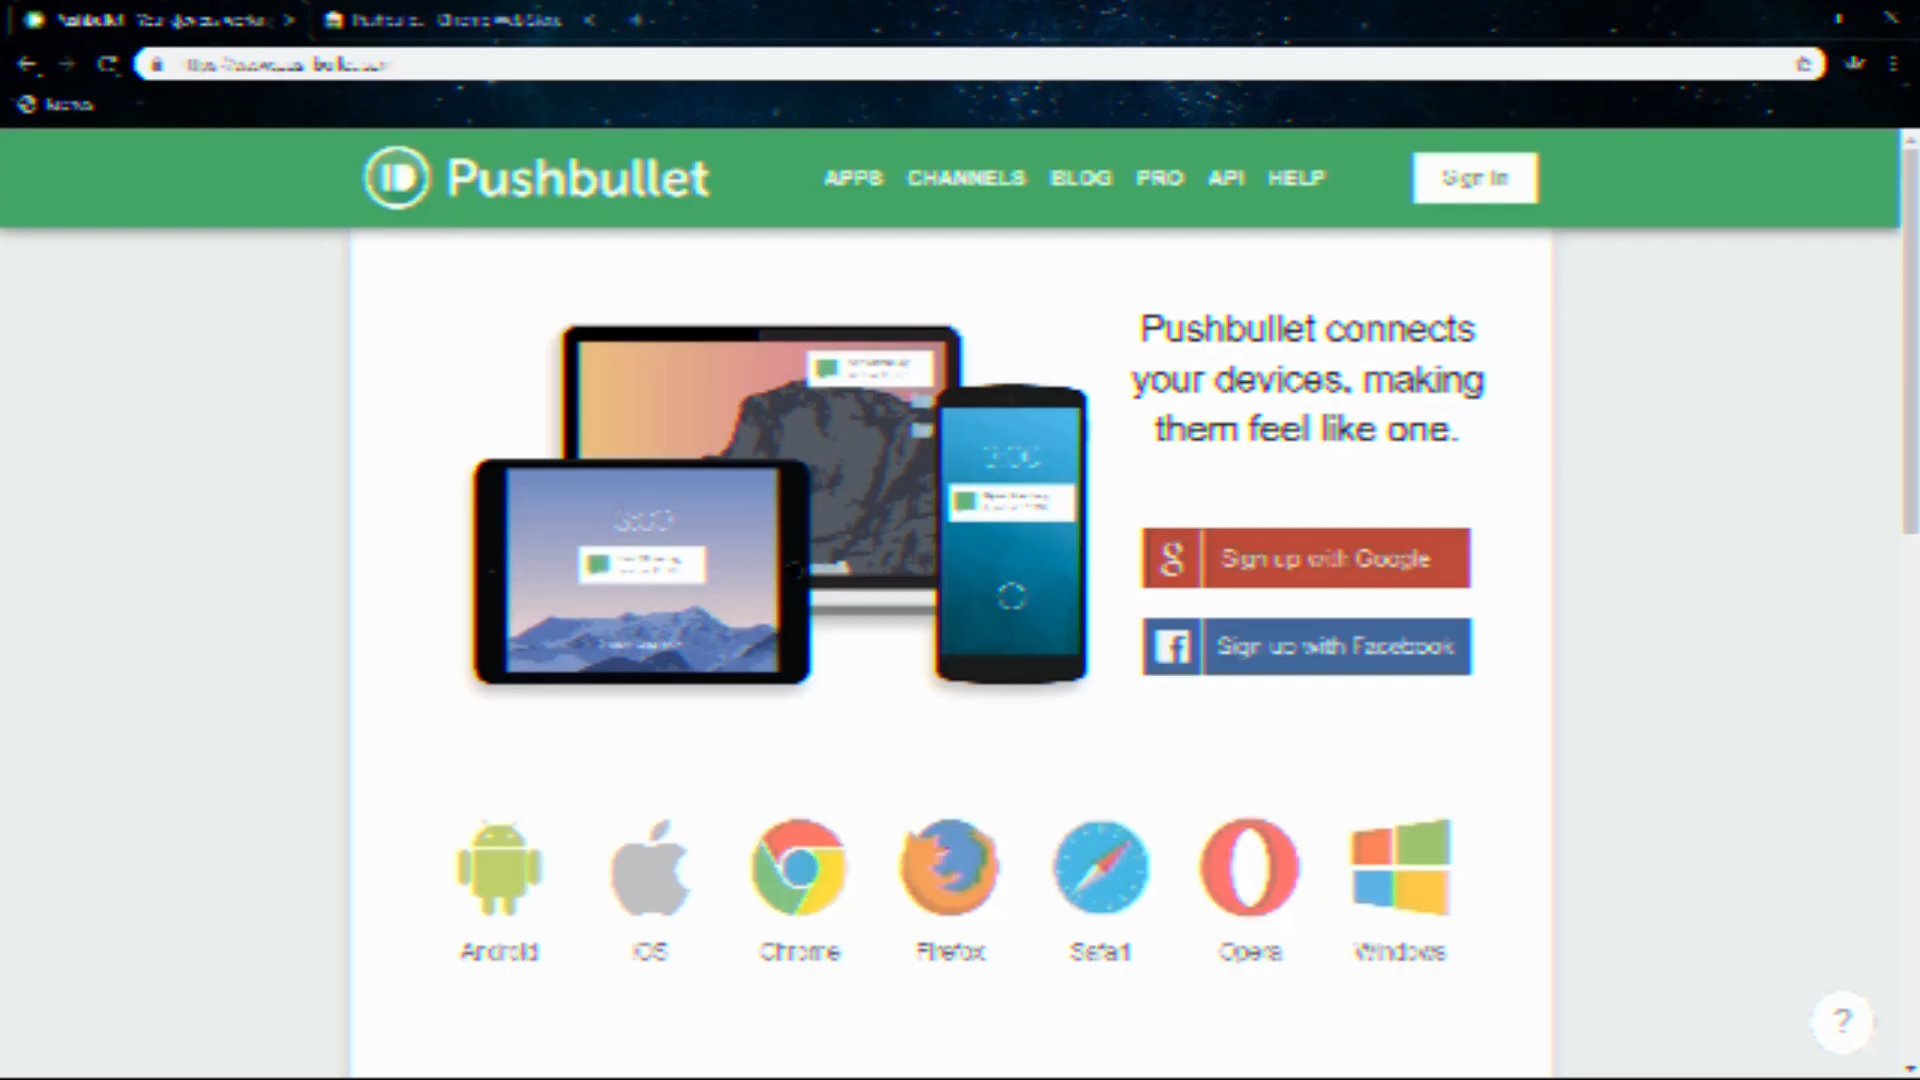 Pushbullet
APPS CHANNELS BLOG PRO API HELP
Sign In
Pushbullet connects
your devices, making
them feel like one.
Sign up with Google
Sign up with Facebook
Android iOS Chrome Firefox Safari Opera Windows
?